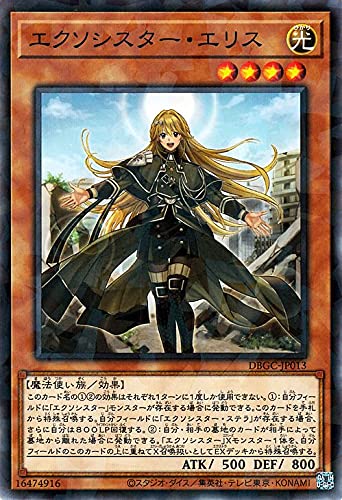 エクソシスター・エリス
光
DBGC-JP013
【魔法使い族/効果】
このカード名の①②の効果はそれぞれ1ターンに1度しか使用できない。①:自分フィ
ールドに「エクソシスター」モンスターが存在する場合に発動できる。このカードを手札
から特殊召喚する。自分フィールドに「エクソシスター・ステラ」が存在する場合、
さらに自分は800LP回復する。②:自分・相手の墓地のカードが相手によって
墓地から離れた場合に発動できる。「エクソシスター」Xモンスター1体を、自分
フィールドのこのカードの上に重ねてX召喚扱いとしてEXデッキから特殊召喚する。
ATK/ 500 DEF/ 800
16474916 ©スタジオ・ダイス/集英社・テレビ東京・KONAMI